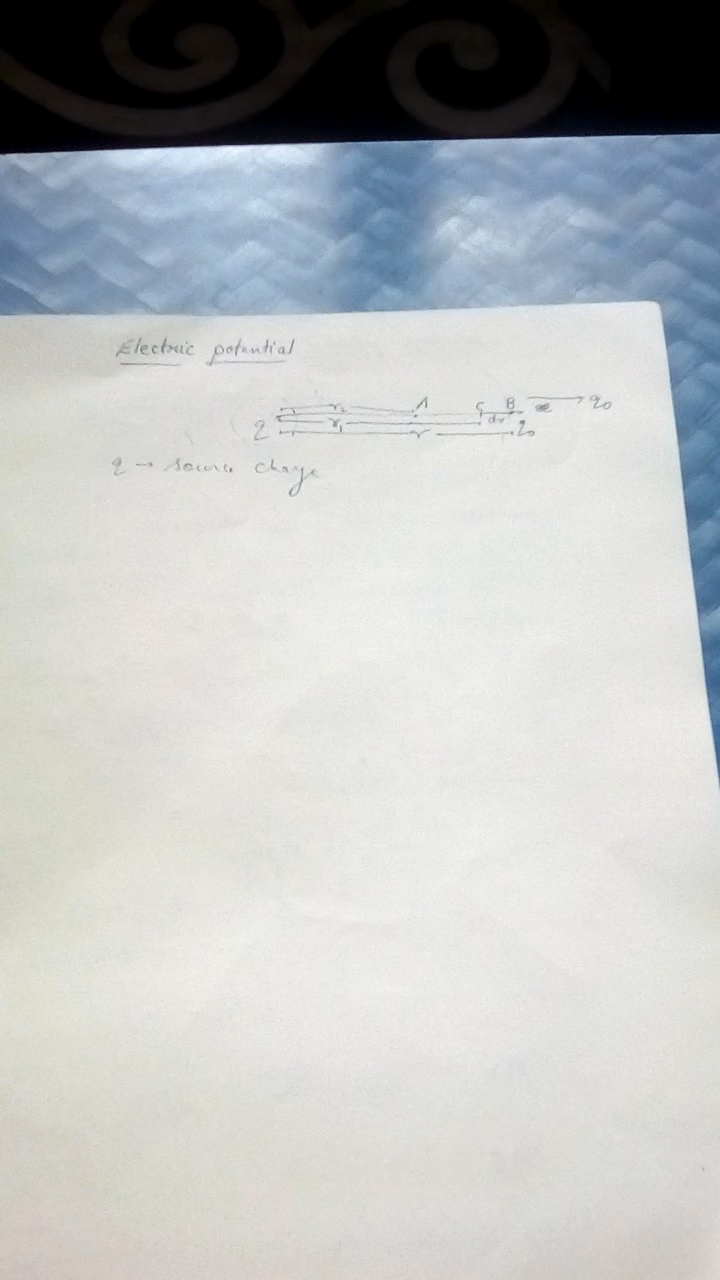 Electric potential
r₂ A C B → q₀
q r₁ dr q₀
r
q → source charge